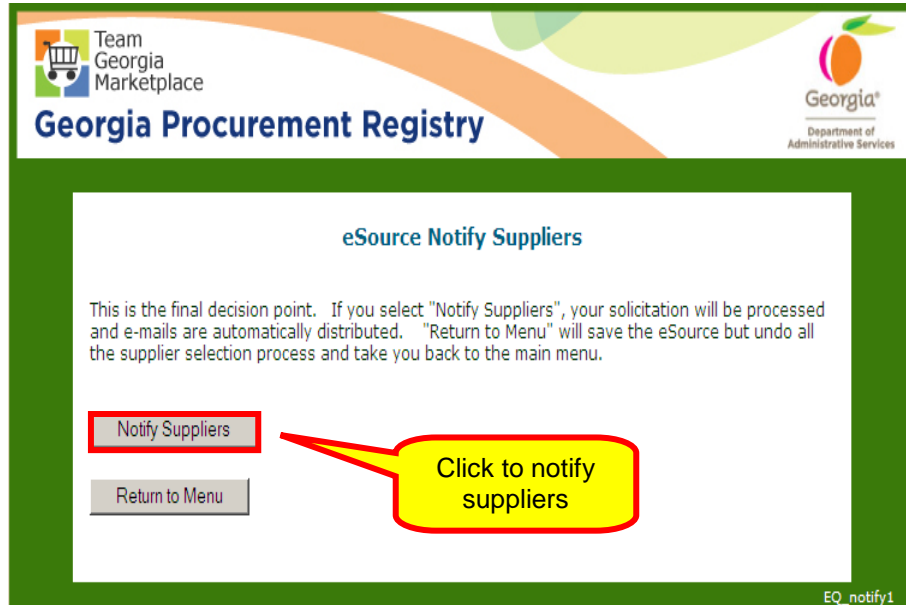 Team
Georgia
Marketplace
Georgia Procurement Registry
Georgia®
Department of
Administrative Services
eSource Notify Suppliers
This is the final decision point. If you select "Notify Suppliers", your solicitation will be processed
and e-mails are automatically distributed. "Return to Menu" will save the eSource but undo all
the supplier selection process and take you back to the main menu.
Notify Suppliers
Click to notify
suppliers
Return to Menu
EQ_notify1